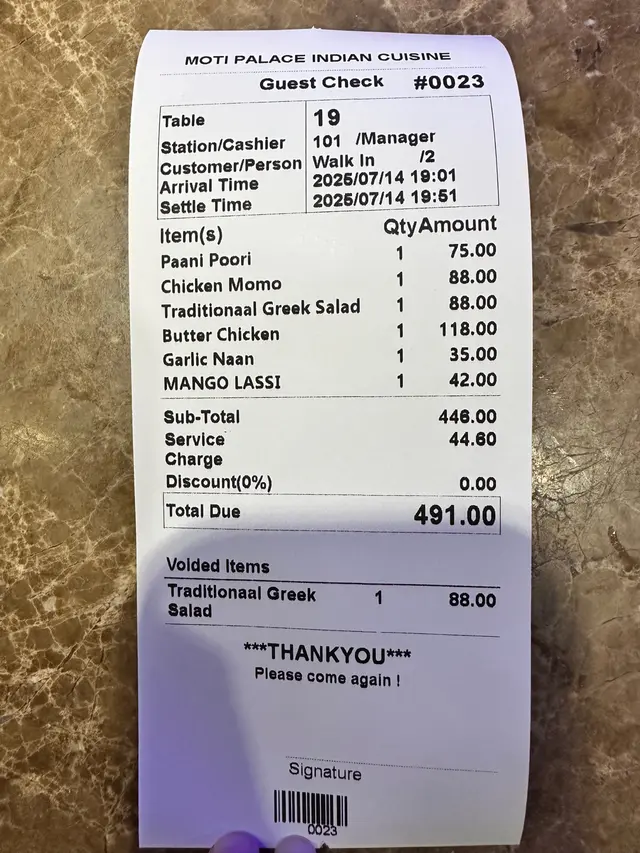 MOTI PALACE INDIAN CUISINE
Guest Check #0023
Table 19
Station/Cashier 101 /Manager
Customer/Person Walk In /2
Arrival Time 2025/07/14 19:01
Settle Time 2025/07/14 19:51
Item(s) Qty Amount
Paani Poori 1 75.00
Chicken Momo 1 88.00
Traditionaal Greek Salad 1 88.00
Butter Chicken 1 118.00
Garlic Naan 1 35.00
MANGO LASSI 1 42.00
Sub-Total 446.00
Service 44.60
Charge
Discount(0%) 0.00
Total Due 491.00
Voided Items
Traditionaal Greek 1 88.00
Salad
***THANKYOU***
Please come again !
Signature
0023